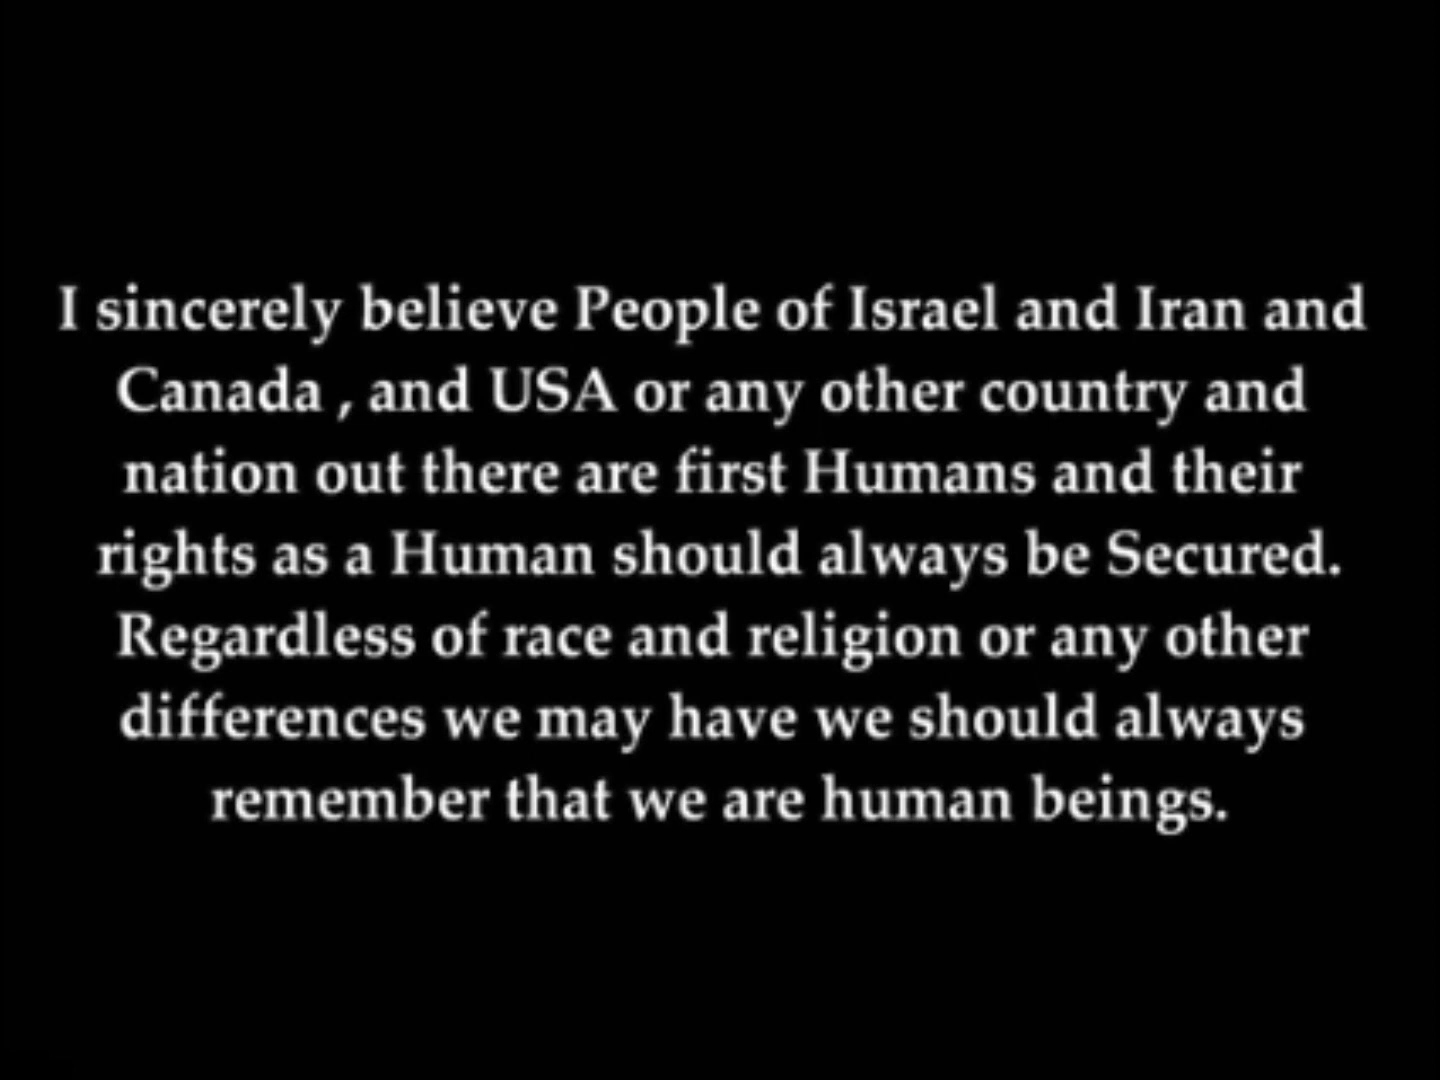 I sincerely believe People of Israel and Iran and
Canada , and USA or any other country and
nation out there are first Humans and their
rights as a Human should always be Secured.
Regardless of race and religion or any other
differences we may have we should always
remember that we are human beings.